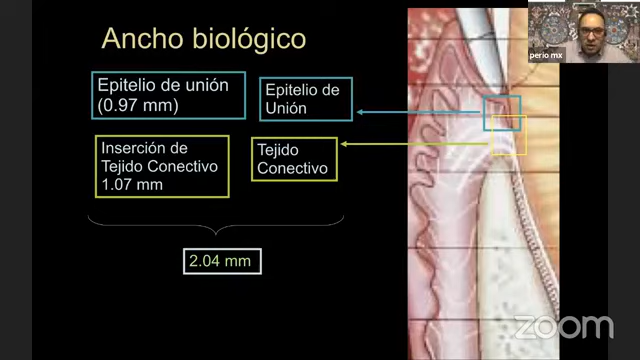 Ancho biológico
Epitelio de unión
(0.97 mm)
Epitelio de
Unión
Inserción de
Tejido Conectivo
1.07 mm
Tejido
Conectivo
2.04 mm
perio mx
zoom